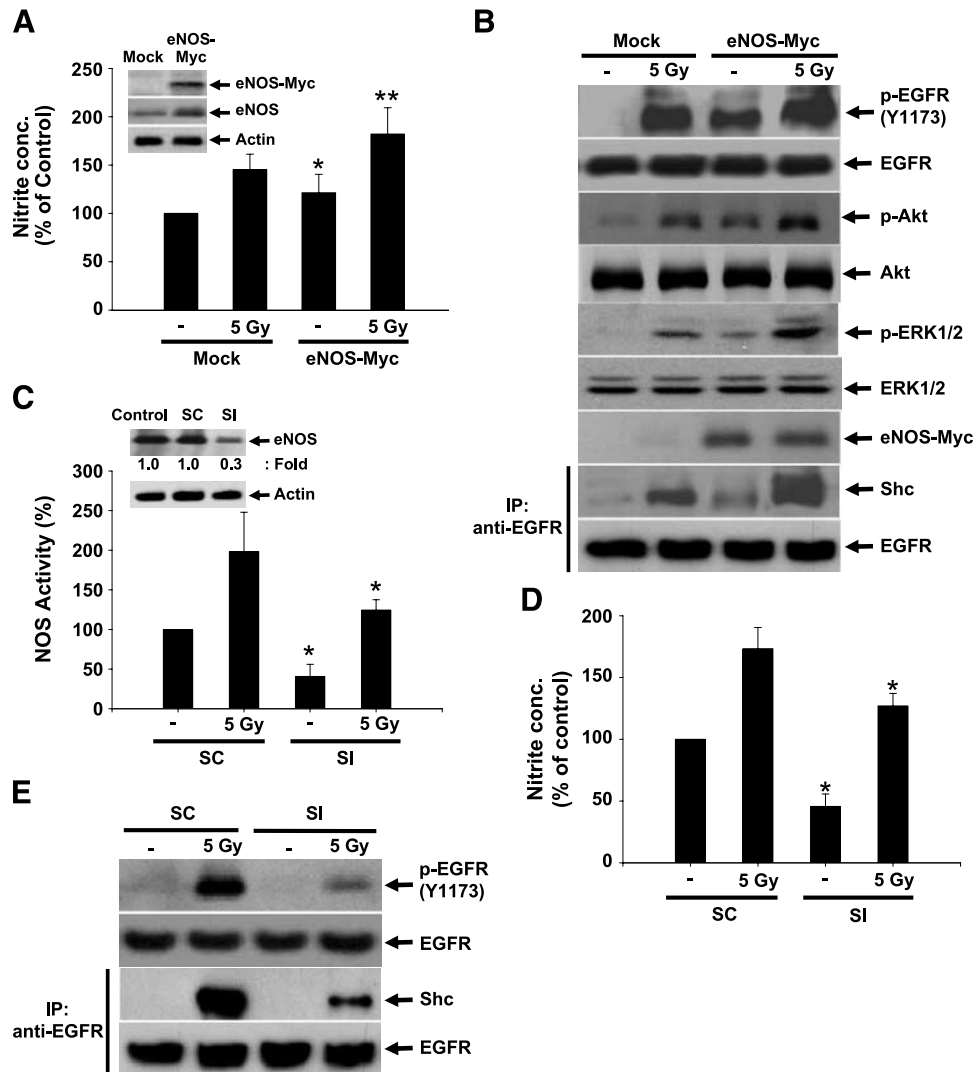 A
eNOS-
Mock Myc
eNOS-Myc
eNOS
Actin
Nitrite conc.
(% of Control)
250
200
150
100
50
0
*
**
- 5 Gy - 5 Gy
Mock eNOS-Myc
B
Mock eNOS-Myc
- 5 Gy - 5 Gy
p-EGFR
(Y1173)
EGFR
p-Akt
Akt
p-ERK1/2
ERK1/2
eNOS-Myc
IP:
anti-EGFR
Shc
EGFR
C
Control SC SI
eNOS
1.0 1.0 0.3 : Fold
Actin
NOS Activity (%)
300
250
200
150
100
50
0
*
*
- 5 Gy - 5 Gy
SC SI
D
Nitrite conc.
(% of control)
200
150
100
50
0
*
*
- 5 Gy - 5 Gy
SC SI
E
SC SI
- 5 Gy - 5 Gy
p-EGFR
(Y1173)
EGFR
IP:
anti-EGFR
Shc
EGFR